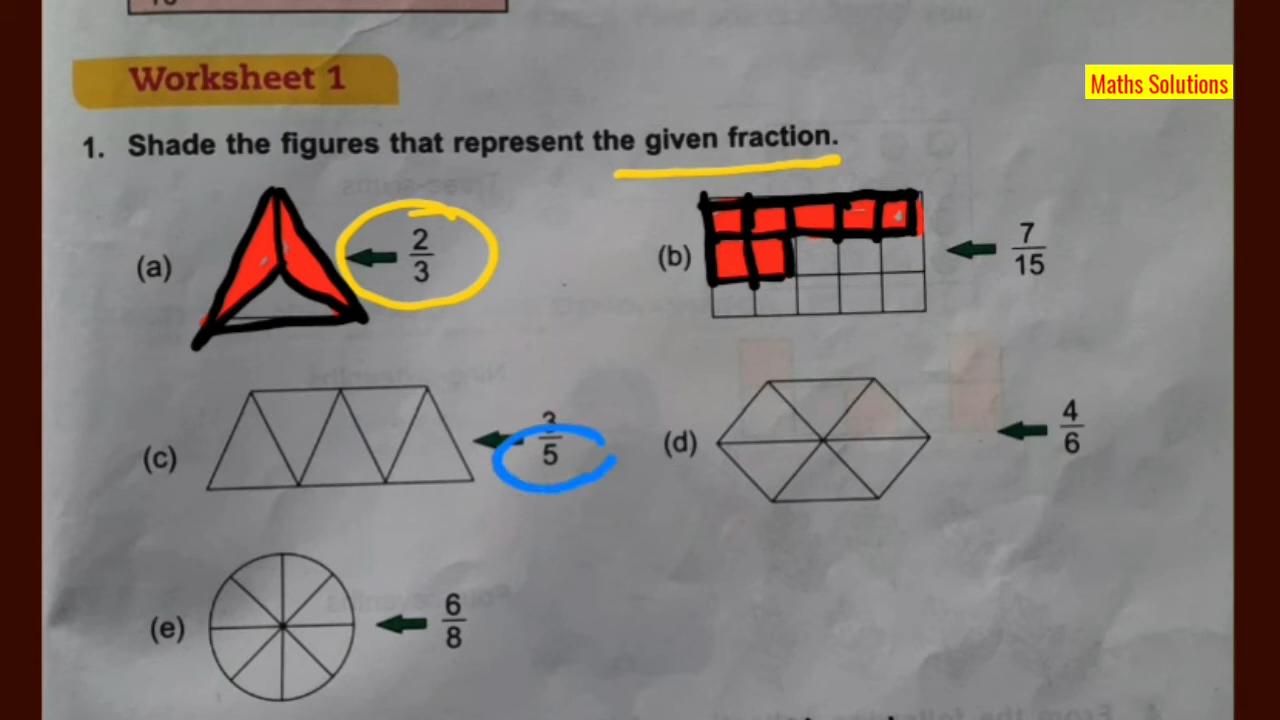 Worksheet 1
Maths Solutions
1. Shade the figures that represent the given fraction.
(a) 2/3
(b) 7/15
(c) 3/5
(d) 4/6
(e) 6/8